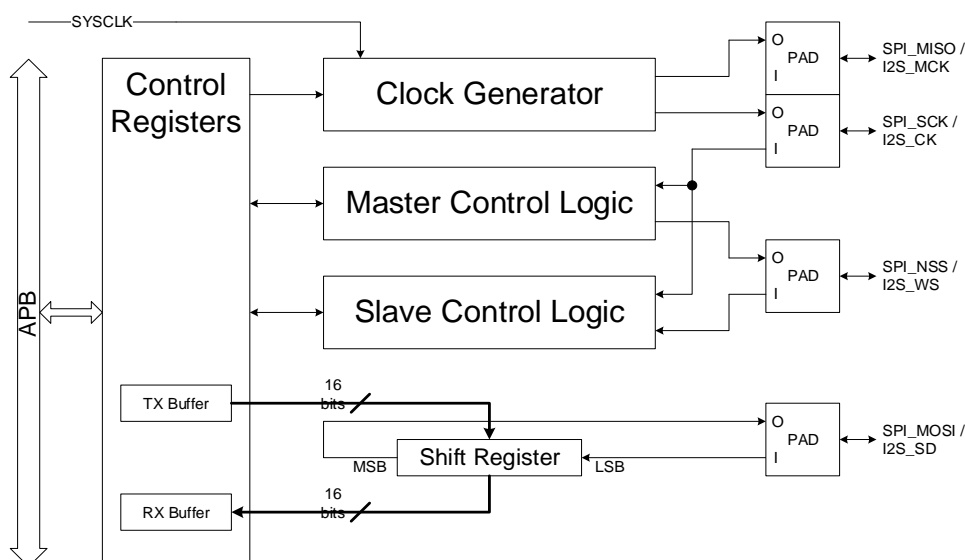 SYSCLK
APB
Control
Registers
Clock Generator
Master Control Logic
Slave Control Logic
O
I
PAD
SPI_MISO /
I2S_MCK
O
I
PAD
SPI_SCK /
I2S_CK
O
I
PAD
SPI_NSS /
I2S_WS
TX Buffer
16
bits
MSB
Shift Register
LSB
O
I
PAD
SPI_MOSI /
I2S_SD
RX Buffer
16
bits